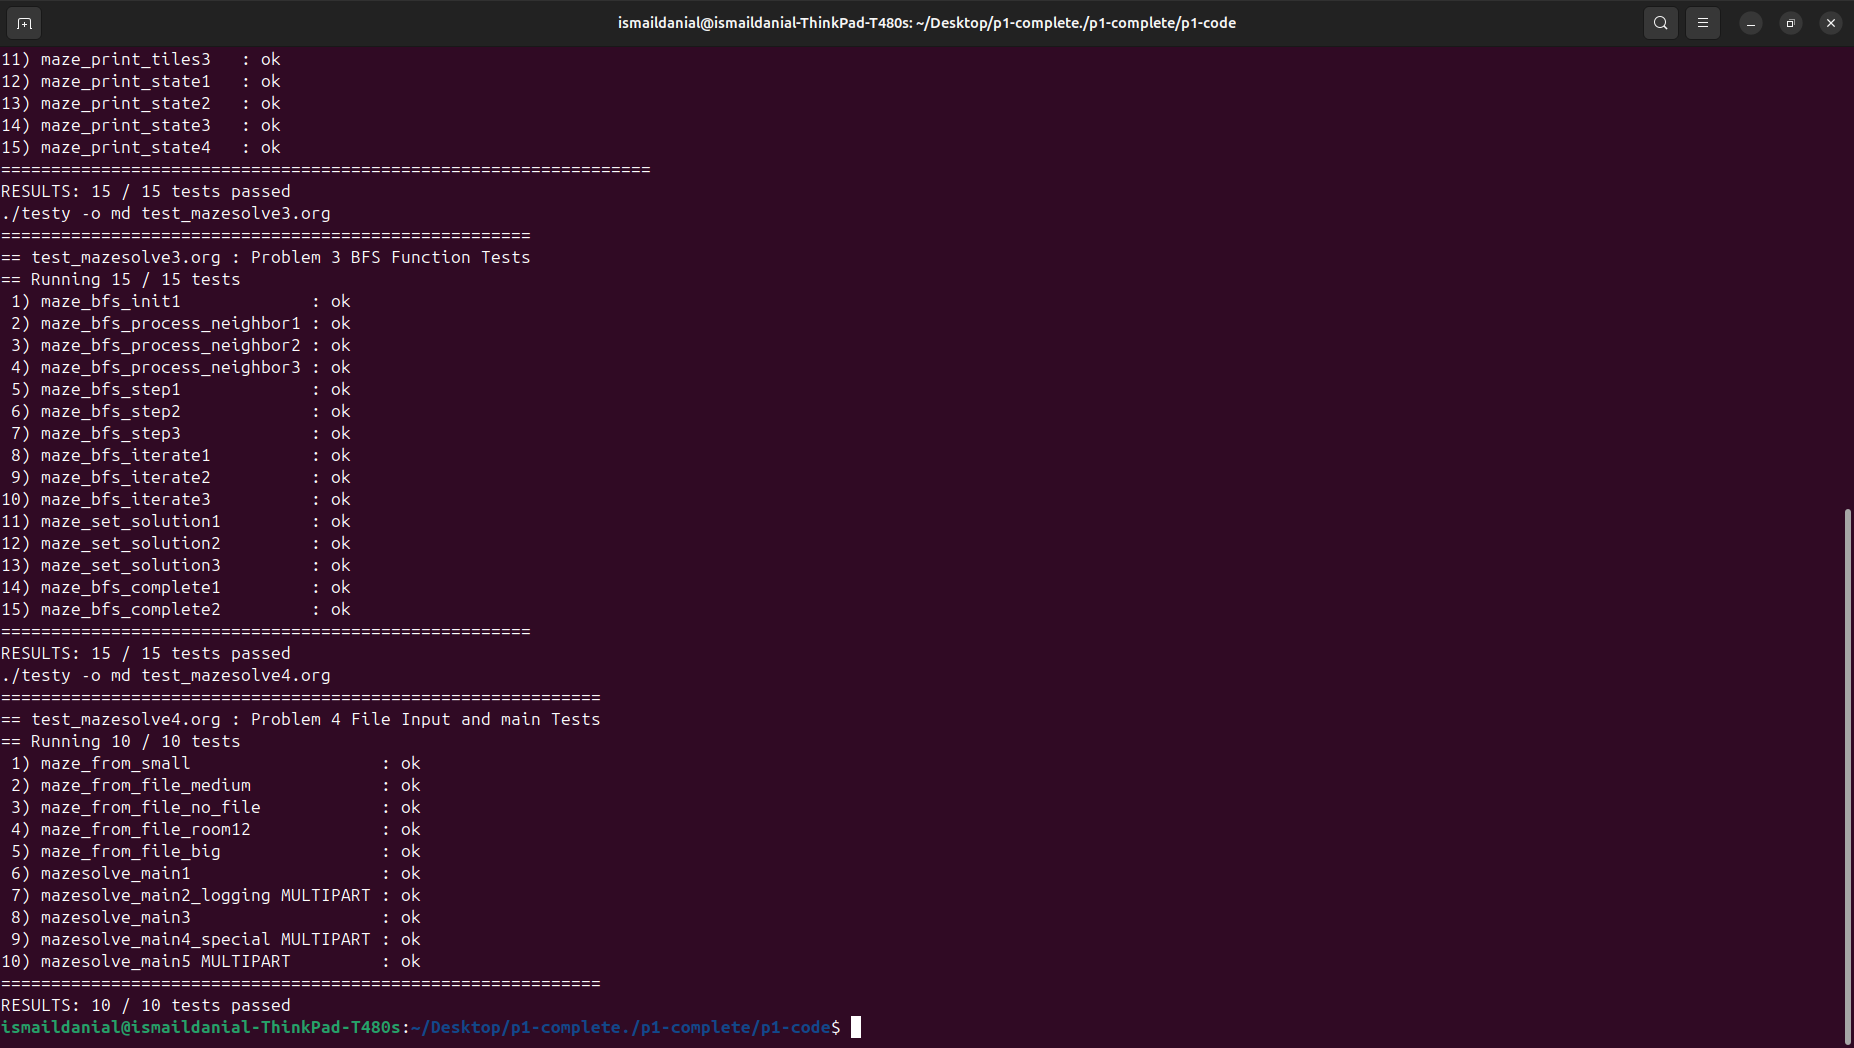 ismaildanial@ismaildanial-ThinkPad-T480s: ~/Desktop/p1-complete./p1-complete/p1-code
11) maze_print_tiles3   : ok
12) maze_print_state1   : ok
13) maze_print_state2   : ok
14) maze_print_state3   : ok
15) maze_print_state4   : ok
=================================================================
RESULTS: 15 / 15 tests passed
./testy -o md test_mazesolve3.org
=====================================================
== test_mazesolve3.org : Problem 3 BFS Function Tests
== Running 15 / 15 tests
 1) maze_bfs_init1             : ok
 2) maze_bfs_process_neighbor1 : ok
 3) maze_bfs_process_neighbor2 : ok
 4) maze_bfs_process_neighbor3 : ok
 5) maze_bfs_step1             : ok
 6) maze_bfs_step2             : ok
 7) maze_bfs_step3             : ok
 8) maze_bfs_iterate1          : ok
 9) maze_bfs_iterate2          : ok
10) maze_bfs_iterate3          : ok
11) maze_set_solution1         : ok
12) maze_set_solution2         : ok
13) maze_set_solution3         : ok
14) maze_bfs_complete1         : ok
15) maze_bfs_complete2         : ok
=====================================================
RESULTS: 15 / 15 tests passed
./testy -o md test_mazesolve4.org
============================================================
== test_mazesolve4.org : Problem 4 File Input and main Tests
== Running 10 / 10 tests
 1) maze_from_small                   : ok
 2) maze_from_file_medium             : ok
 3) maze_from_file_no_file            : ok
 4) maze_from_file_room12             : ok
 5) maze_from_file_big                : ok
 6) mazesolve_main1                   : ok
 7) mazesolve_main2_logging MULTIPART : ok
 8) mazesolve_main3                   : ok
 9) mazesolve_main4_special MULTIPART : ok
10) mazesolve_main5 MULTIPART         : ok
============================================================
RESULTS: 10 / 10 tests passed
ismaildanial@ismaildanial-ThinkPad-T480s:~/Desktop/p1-complete./p1-complete/p1-code$